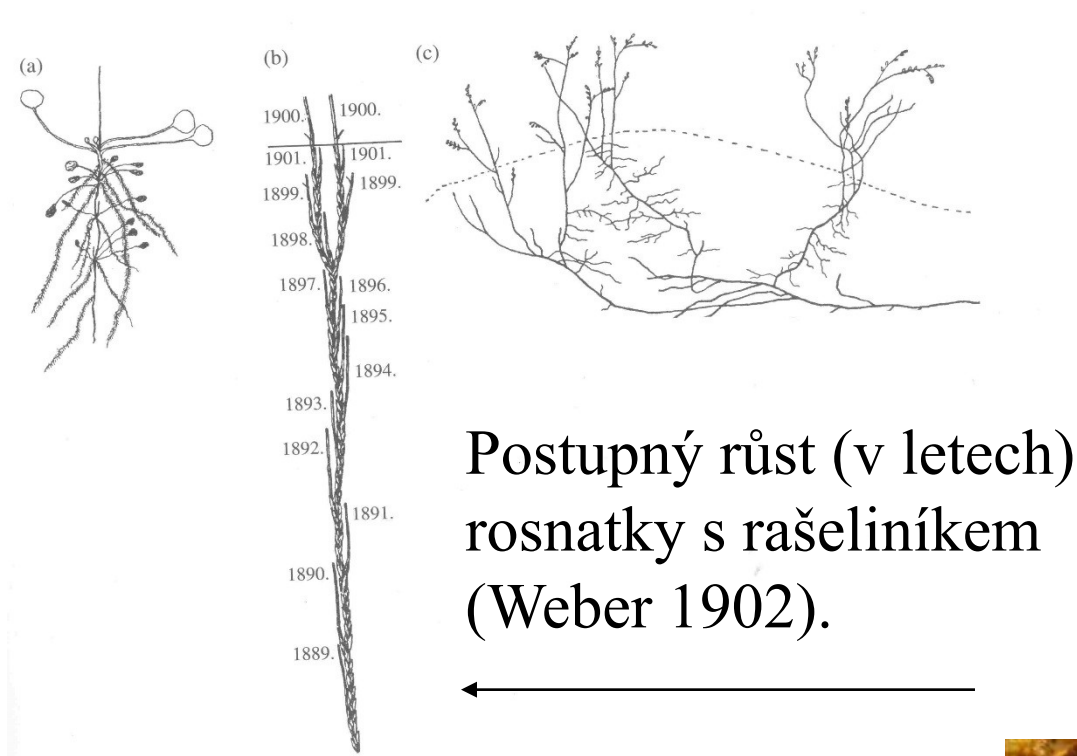 (a)
(b)
(c)
1900. 1900.
1901. 1901.
1899. 1899.
1898.
1897. 1896.
1895.
1894.
1893.
1892.
1891.
1890.
1889.
Postupný růst (v letech)
rosnatky s rašeliníkem
(Weber 1902).